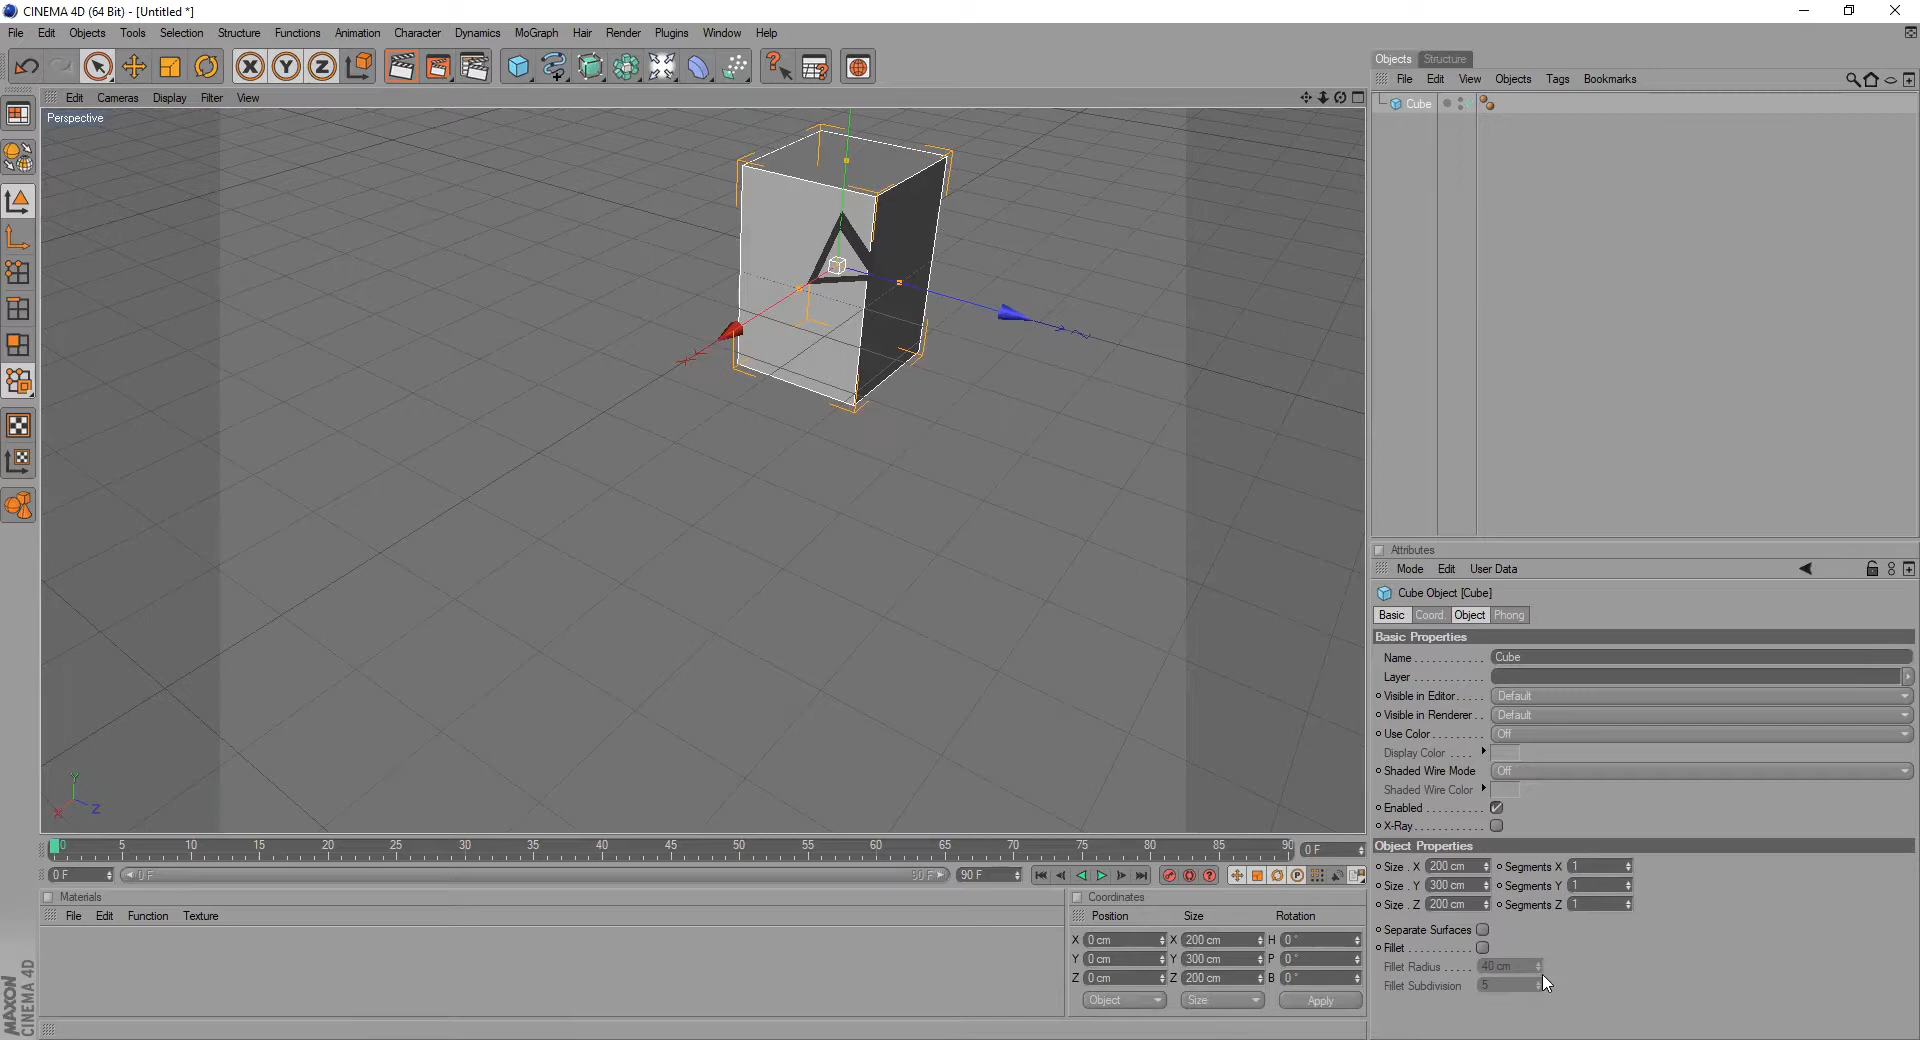 CINEMA 4D (64 Bit) - [Untitled *]
File Edit Objects Tools Selection Structure Functions Animation Character Dynamics MoGraph Hair Render Plugins Window Help
Objects Structure
File Edit View Objects Tags Bookmarks
Edit Cameras Display Filter View
Cube
Perspective
Y
X
Z
Attributes
Mode Edit User Data
Cube Object [Cube]
Basic Coord. Object Phong
Basic Properties
Name Cube
Layer
Visible in Editor Default
Visible in Renderer Default
Use Color Off
Display Color
Shaded Wire Mode Off
Shaded Wire Color
Enabled
X-Ray
Object Properties
Size . X 200 cm Segments X 1
Size . Y 300 cm Segments Y 1
Size . Z 200 cm Segments Z 1
Separate Surfaces
Fillet
Fillet Radius 40 cm
Fillet Subdivision 5
0 5 10 15 20 25 30 35 40 45 50 55 60 65 70 75 80 85 90 0 F
0 F 0 F 90 F 90 F
Materials
File Edit Function Texture
Coordinates
Position Size Rotation
X 0 cm X 200 cm H 0 °
Y 0 cm Y 300 cm P 0 °
Z 0 cm Z 200 cm B 0 °
Object Size Apply
MAXON
CINEMA 4D